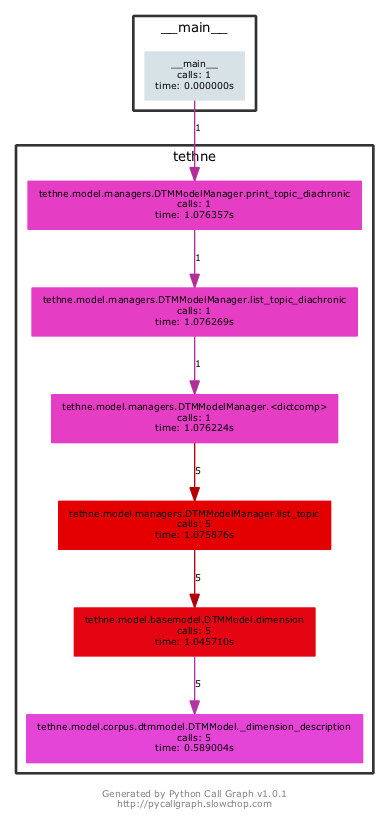 __main__
__main__
calls: 1
time: 0.000000s
1
tethne
tethne.model.managers.DTMModelManager.print_topic_diachronic
calls: 1
time: 1.076357s
1
tethne.model.managers.DTMModelManager.list_topic_diachronic
calls: 1
time: 1.076269s
1
tethne.model.managers.DTMModelManager.<dictcomp>
calls: 1
time: 1.076224s
5
tethne.model.managers.DTMModelManager.list_topic
calls: 5
time: 1.075876s
5
tethne.model.basemodel.DTMModel.dimension
calls: 5
time: 1.045710s
5
tethne.model.corpus.dtmmodel.DTMModel._dimension_description
calls: 5
time: 0.589004s
Generated by Python Call Graph v1.0.1
http://pycallgraph.slowchop.com